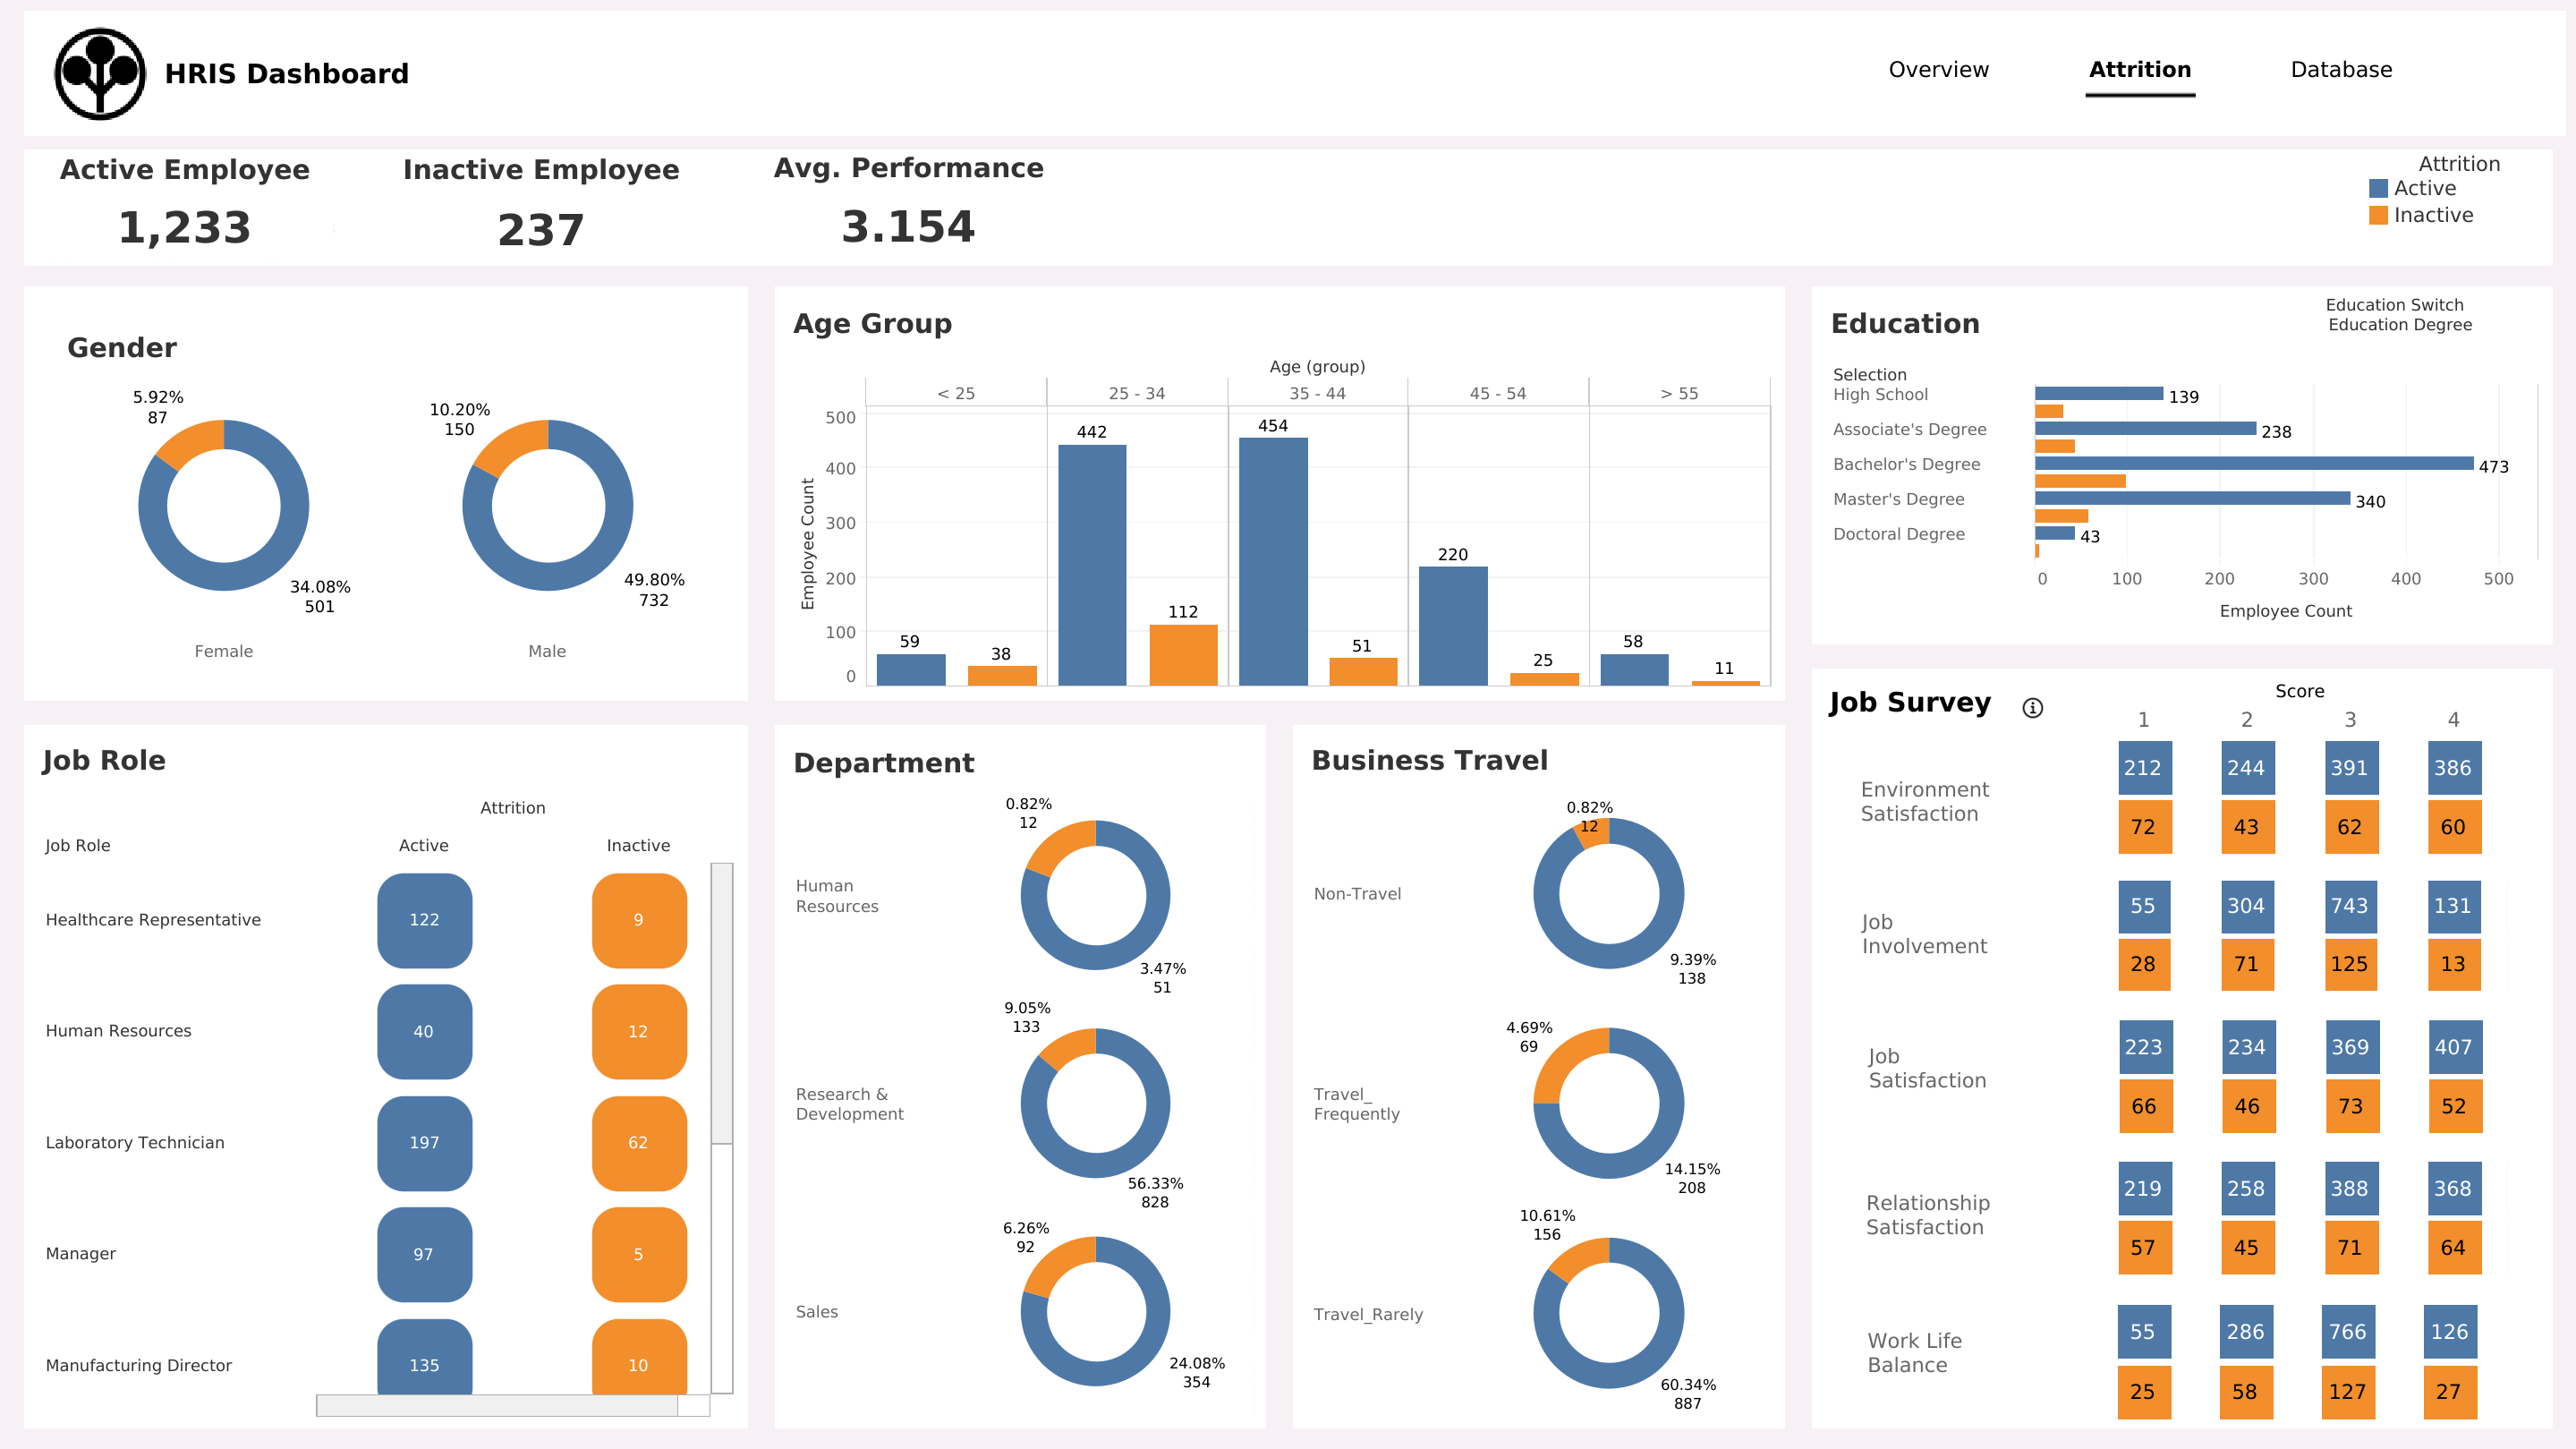 HRIS Dashboard
Overview
Attrition
Database
Active Employee
1,233
Inactive Employee
237
Avg. Performance
3.154
Attrition
Active
Inactive
Gender
5.92%
87
34.08%
501
Female
10.20%
150
49.80%
732
Male
Age Group
Age (group)
< 25
25 - 34
35 - 44
45 - 54
> 55
Employee Count
500
400
300
200
100
0
59
38
442
112
454
51
220
25
58
11
Education
Education Switch
Education Degree
Selection
High School
139
Associate's Degree
238
Bachelor's Degree
473
Master's Degree
340
Doctoral Degree
43
0 100 200 300 400 500
Employee Count
Job Role
Attrition
Job Role Active Inactive
Healthcare Representative 122 9
Human Resources 40 12
Laboratory Technician 197 62
Manager 97 5
Manufacturing Director 135 10
Department
Human
Resources
0.82%
12
3.47%
51
Research &
Development
9.05%
133
56.33%
828
Sales
6.26%
92
24.08%
354
Business Travel
Non-Travel
0.82%
12
9.39%
138
Travel_
Frequently
4.69%
69
14.15%
208
Travel_Rarely
10.61%
156
60.34%
887
Job Survey
i
Score
1 2 3 4
Environment
Satisfaction
212 244 391 386
72 43 62 60
Job
Involvement
55 304 743 131
28 71 125 13
Job
Satisfaction
223 234 369 407
66 46 73 52
Relationship
Satisfaction
219 258 388 368
57 45 71 64
Work Life
Balance
55 286 766 126
25 58 127 27